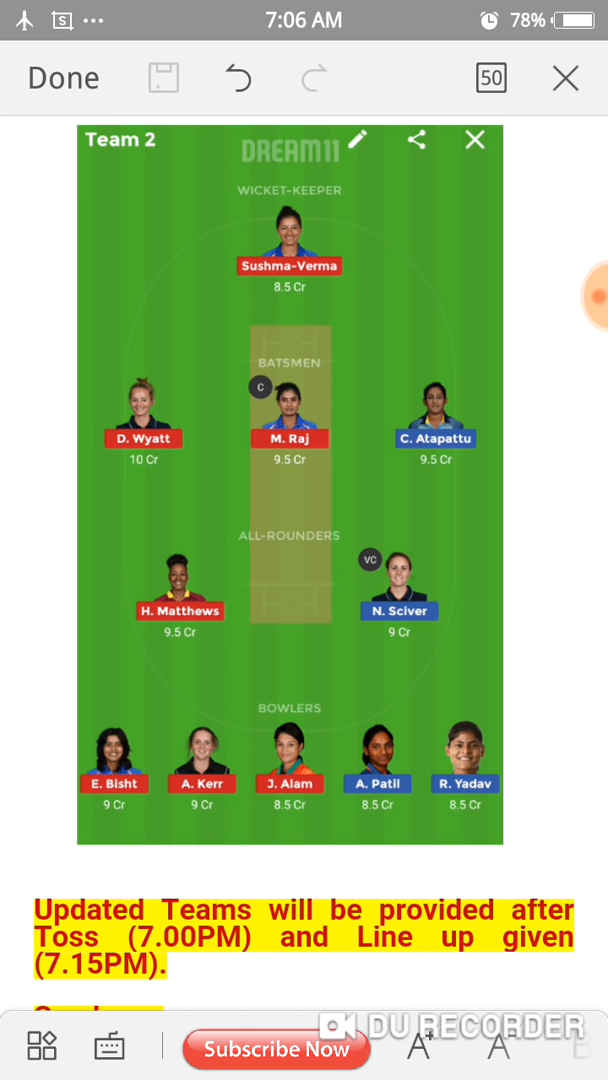 7:06 AM
78%
Done
50
Team 2
DREAM11
WICKET-KEEPER
Sushma-Verma
8.5 Cr
BATSMEN
C
D. Wyatt
M. Raj
C. Atapattu
10 Cr
9.5 Cr
9.5 Cr
ALL-ROUNDERS
VC
H. Matthews
N. Sciver
9.5 Cr
9 Cr
BOWLERS
E. Bisht
A. Kerr
J. Alam
A. Patil
R. Yadav
9 Cr
9 Cr
8.5 Cr
8.5 Cr
8.5 Cr
Updated Teams will be provided after
Toss (7.00PM) and Line up given
(7.15PM).
DU RECORDER
Subscribe Now
A+
A-
B